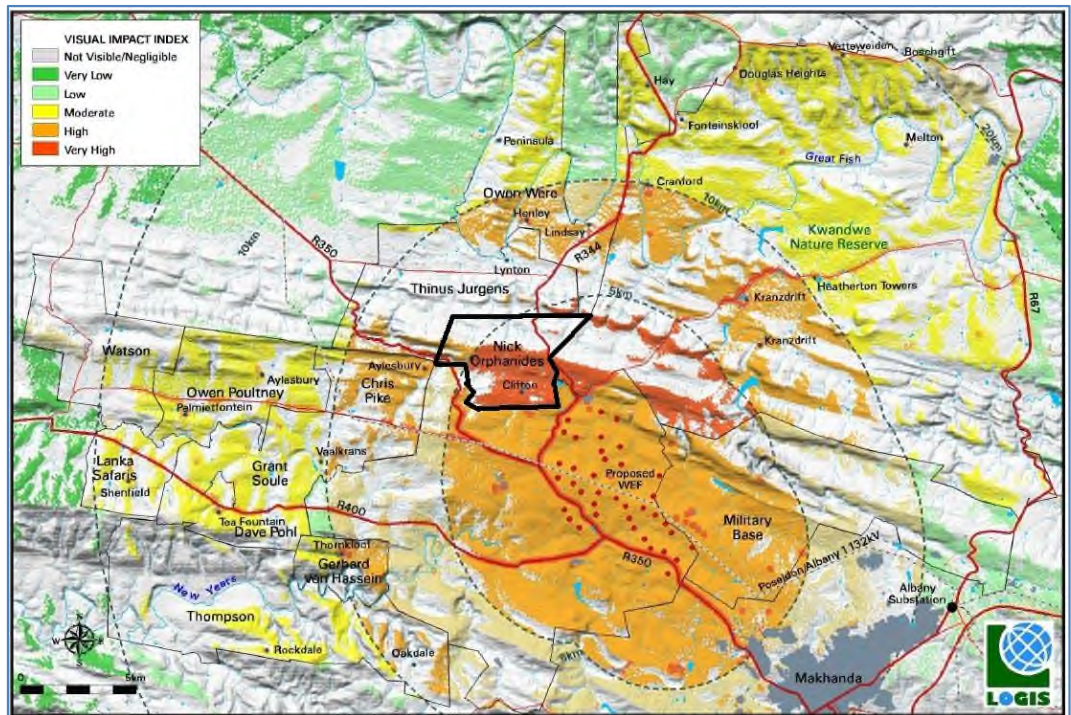 VISUAL IMPACT INDEX
Not Visible/Negligible
Very Low
Low
Moderate
High
Very High
Hay
Vetteweiden
Boschgift
Douglas Heights
Fonteinskloof
Melton
20km
Peninsula
Great Fish
Owen Were
Cranford
10km
Henley
Lindsay
Kwandwe
Nature Reserve
10km
R350
R344
Lynton
Thinus Jurgens
5km
Heatherton Towers
Kranzdrift
R67
Nick
Orphanides
Kranzdrift
Watson
Aylesbury
Aylesbury
Clifton
Owen Poultney
Chris
Pike
Palmietfontein
Vaalkrans
Lanka
Safaris
Shenfield
Grant
Soule
Proposed
WEF
Tea Fountain
Dave Pohl
R400
Military
Base
Thornkloof
Gerhard
von Hassein
R350
Poseidon Albany 1 132kV
Albany
Substation
New Years
Thompson
Rockdale
Oakdale
5km
W
E
S
0
5km
Makhanda
LOGIS